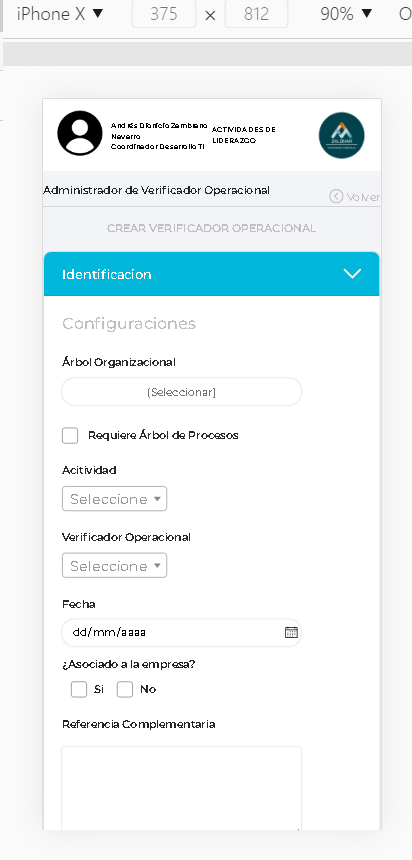 iPhone X ▼ 375 × 812 90% ▼ O
Andrés Dionicio Zambrano
Navarro
Coordinador Desarrollo TI
ACTIVIDADES DE
LIDERAZGO
Administrador de Verificador Operacional
Volver
CREAR VERIFICADOR OPERACIONAL
Identificacion
Configuraciones
Árbol Organizacional
[Seleccionar]
Requiere Árbol de Procesos
Acitividad
Seleccione
Verificador Operacional
Seleccione
Fecha
dd/mm/aaaa
¿Asociado a la empresa?
Si No
Referencia Complementaria